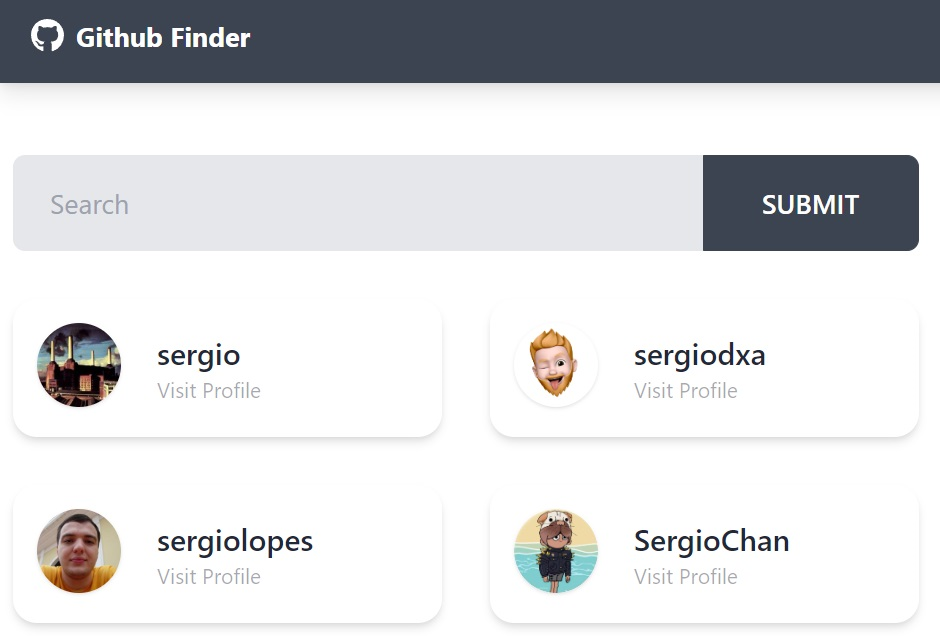 Github Finder
Search
SUBMIT
sergio
Visit Profile
sergiodxa
Visit Profile
sergiolopes
Visit Profile
SergioChan
Visit Profile